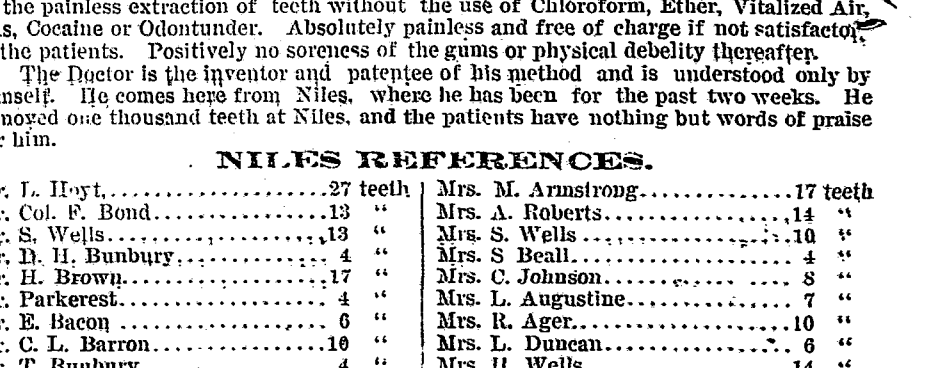 the painless extraction of teeth without the use of Chloroform, Ether, Vitalized Air,
s, Cocaine or Odontunder. Absolutely painless and free of charge if not satisfactory
the patients. Positively no soreness of the gums or physical debelity thereafter.
The Doctor is the inventor and patentee of his method and is understood only by
nself. He comes here from Niles, where he has been for the past two weeks. He
noved one thousand teeth at Niles, and the patients have nothing but words of praise
r him.
NILES REFERENCES.
r. L. Hoyt, 27 teeth
r. Col. F. Bond 13 "
r. S. Wells 13 "
r. D. H. Bunbury 4 "
r. H. Brown 17 "
r. Parkerest 4 "
r. E. Bacon 6 "
r. C. L. Barron 10 "
r. T. Bunbury 4 "
Mrs. M. Armstrong 17 teeth
Mrs. A. Roberts 14 "
Mrs. S. Wells 10 "
Mrs. S Beall 4 "
Mrs. C. Johnson 8 "
Mrs. L. Augustine 7 "
Mrs. R. Ager 10 "
Mrs. L. Duncan 6 "
Mrs. Wells 14 "